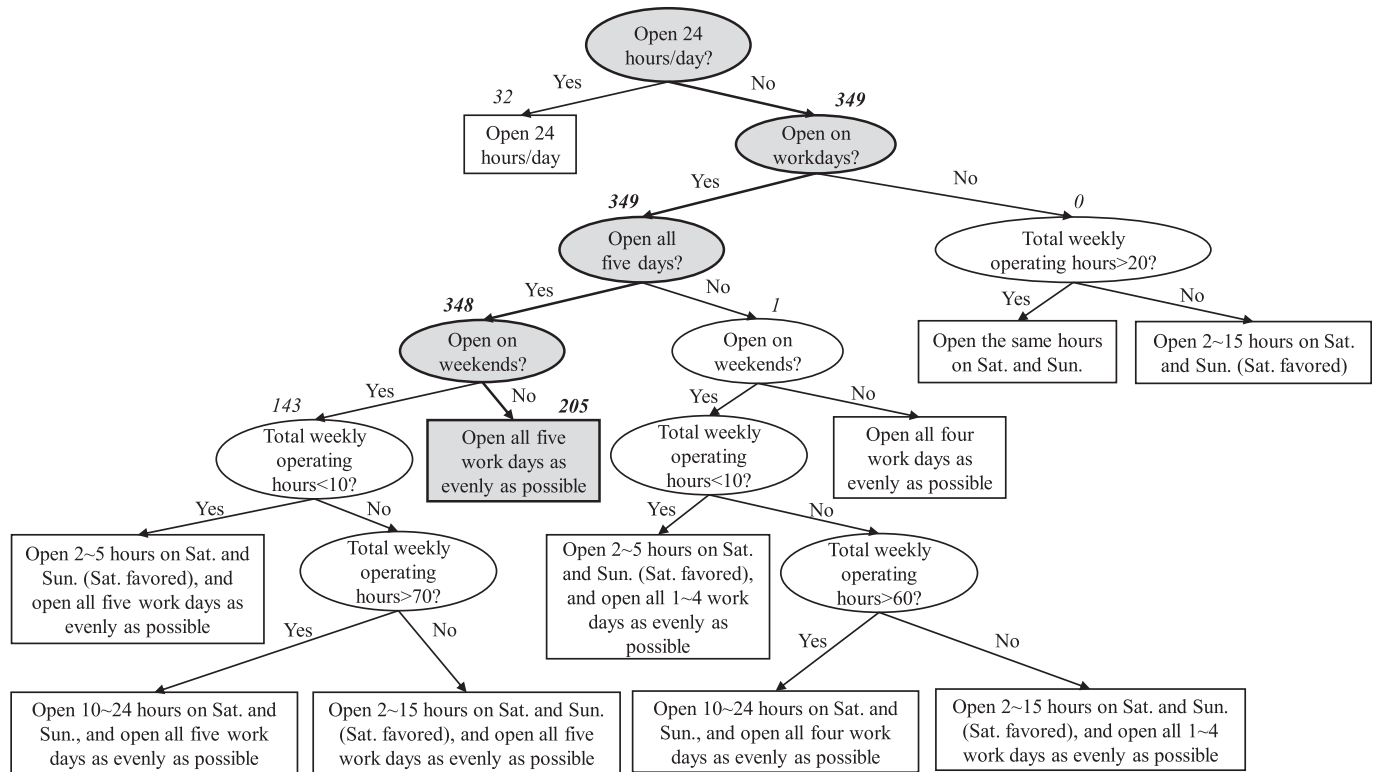 Open 24
hours/day?
Yes
No
32
349
Open 24
hours/day
Open on
workdays?
Yes
No
349
0
Open all
five days?
Total weekly
operating hours>20?
Yes
No
Yes
No
348
1
Open on
weekends?
Open on
weekends?
Open the same hours
on Sat. and Sun.
Open 2~15 hours on Sat.
and Sun. (Sat. favored)
Yes
No
Yes
No
143
205
Total weekly
operating
hours<10?
Open all five
work days as
evenly as possible
Total weekly
operating
hours<10?
Open all four
work days as
evenly as possible
Yes
No
Yes
No
Open 2~5 hours on Sat. and
Sun. (Sat. favored), and
open all five work days as
evenly as possible
Total weekly
operating
hours>70?
Open 2~5 hours on Sat.
and Sun. (Sat. favored),
and open all 1~4 work
days as evenly as
possible
Total weekly
operating
hours>60?
Yes
No
Yes
No
Open 10~24 hours on Sat. and
Sun., and open all five work
days as evenly as possible
Open 2~15 hours on Sat. and Sun.
(Sat. favored), and open all five
work days as evenly as possible
Open 10~24 hours on Sat. and
Sun., and open all four work
days as evenly as possible
Open 2~15 hours on Sat. and Sun.
(Sat. favored), and open all 1~4
work days as evenly as possible